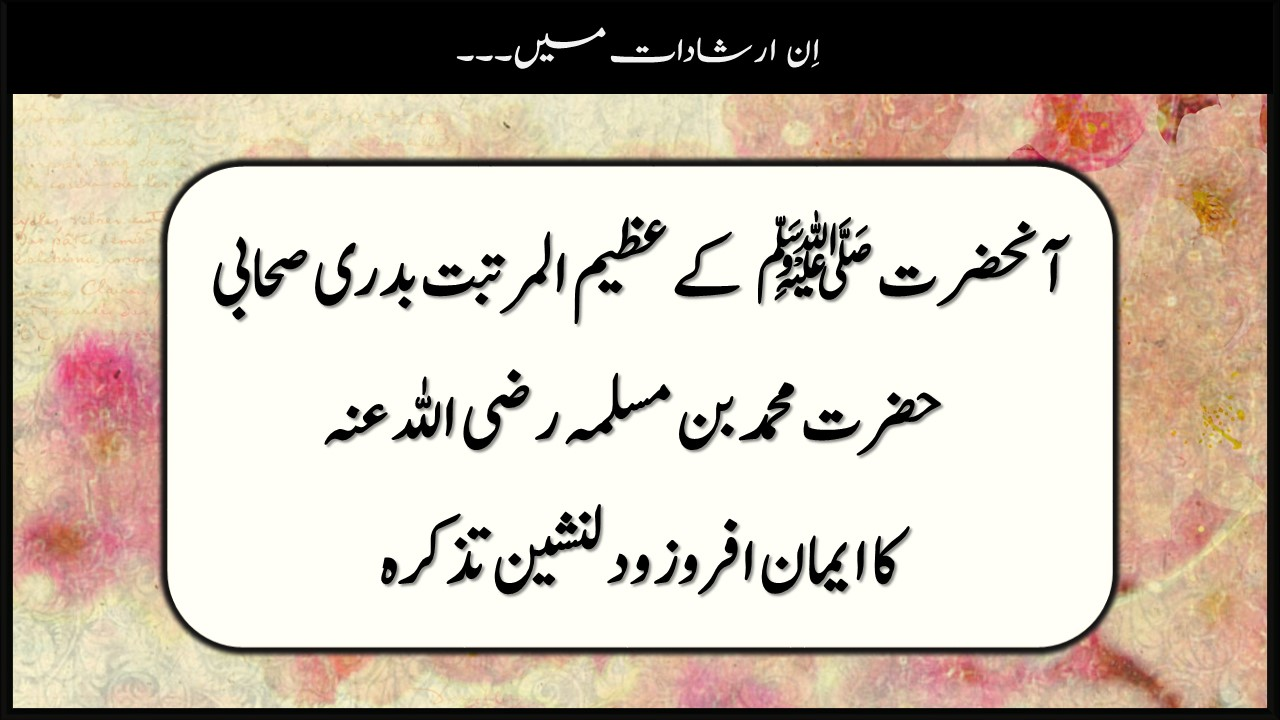 اِن ارشادات میں۔۔۔
آنحضرت ﷺ کے عظیم المرتبت بدری صحابی
حضرت محمد بن مسلمہ رضی اللہ عنہ
کا ایمان افروز ودلنشین تذکرہ